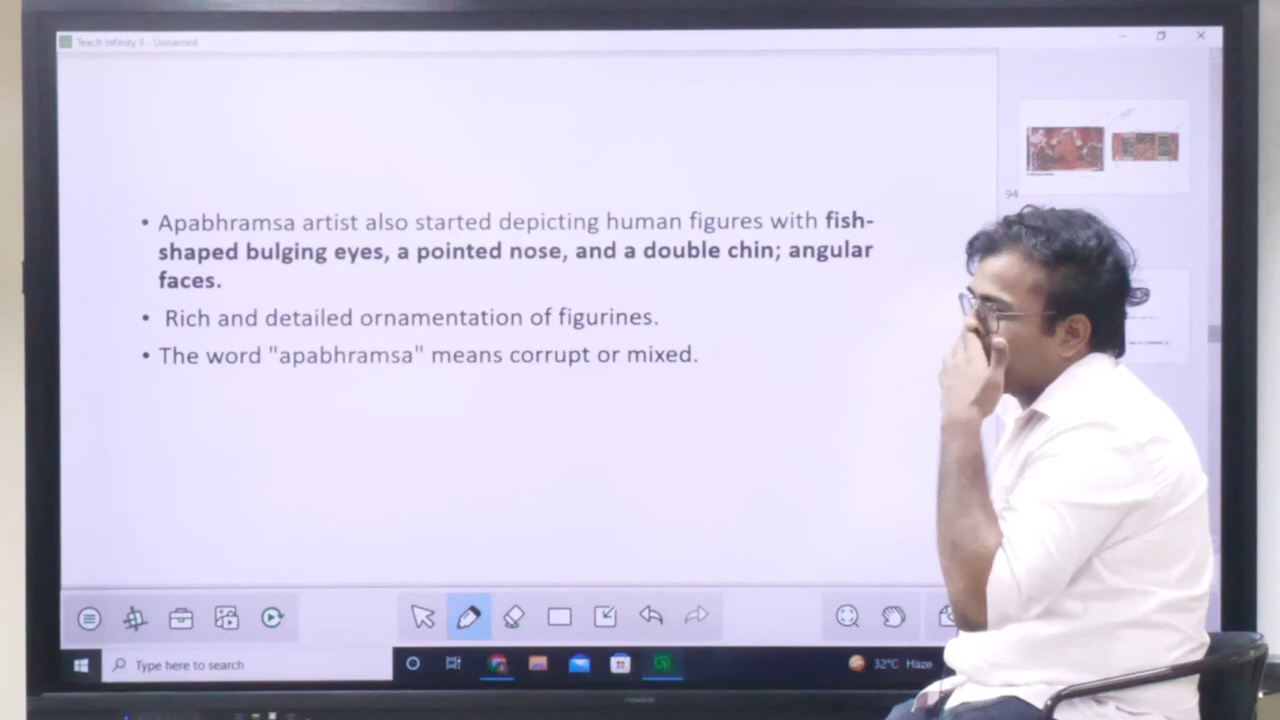 Teach Infinity - Unnamed
94
• Apabhramsa artist also started depicting human figures with fish-
shaped bulging eyes, a pointed nose, and a double chin; angular
faces.
• Rich and detailed ornamentation of figurines.
• The word "apabhramsa" means corrupt or mixed.
Type here to search
32°C Haze